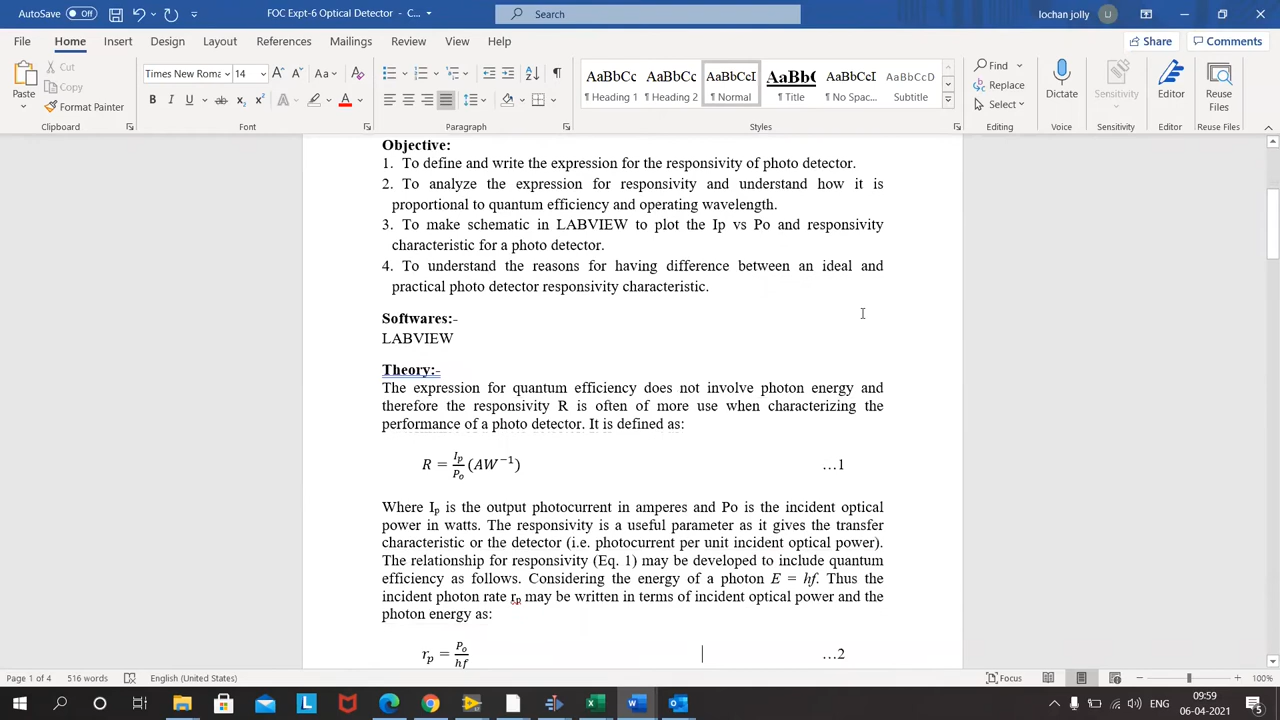 AutoSave Off FOC Expt-6 Optical Detector - C... Search lochan jolly LJ
File Home Insert Design Layout References Mailings Review View Help Share Comments
Paste Cut Copy Format Painter Clipboard
Times New Roma 14 Font
Paragraph
AaBbCc Heading 1 AaBbCc Heading 2 AaBbCcI Normal AaBbC Title AaBbCcI No Spac... AaBbCcD Subtitle Styles
Find Replace Select Editing
Dictate Voice
Sensitivity Sensitivity
Editor Editor
Reuse Files Reuse Files
Objective:
1. To define and write the expression for the responsivity of photo detector.
2. To analyze the expression for responsivity and understand how it is
proportional to quantum efficiency and operating wavelength.
3. To make schematic in LABVIEW to plot the Ip vs Po and responsivity
characteristic for a photo detector.
4. To understand the reasons for having difference between an ideal and
practical photo detector responsivity characteristic.
Softwares:-
LABVIEW
Theory:-
The expression for quantum efficiency does not involve photon energy and
therefore the responsivity R is often of more use when characterizing the
performance of a photo detector. It is defined as:
R = Ip/Po (AW⁻¹) ...1
Where Ip is the output photocurrent in amperes and Po is the incident optical
power in watts. The responsivity is a useful parameter as it gives the transfer
characteristic or the detector (i.e. photocurrent per unit incident optical power).
The relationship for responsivity (Eq. 1) may be developed to include quantum
efficiency as follows. Considering the energy of a photon E = hf. Thus the
incident photon rate rp may be written in terms of incident optical power and the
photon energy as:
rp = Po/hf ...2
Page 1 of 4 516 words English (United States) Focus 100%
ENG 09:59
06-04-2021